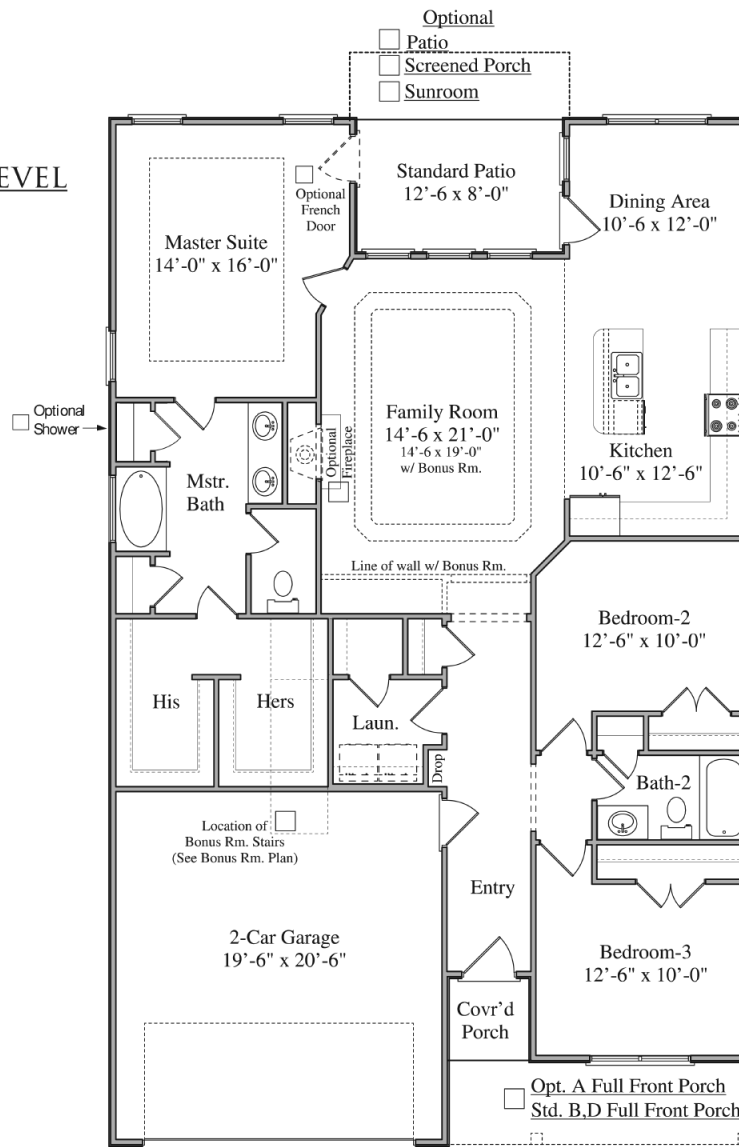 Optional
Patio
Screened Porch
Sunroom
EVEL
Standard Patio
12'-6 x 8'-0"
Optional
French
Door
Dining Area
10'-6 x 12'-0"
Master Suite
14'-0" x 16'-0"
Optional
Shower
Family Room
14'-6 x 21'-0"
14'-6 x 19'-0"
w/ Bonus Rm.
Optional
Fireplace
Kitchen
10'-6" x 12'-6"
Mstr.
Bath
Line of wall w/ Bonus Rm.
Bedroom-2
12'-6" x 10'-0"
His
Hers
Laun.
Drop
Bath-2
Location of
Bonus Rm. Stairs
(See Bonus Rm. Plan)
Entry
2-Car Garage
19'-6" x 20'-6"
Bedroom-3
12'-6" x 10'-0"
Covr'd
Porch
Opt. A Full Front Porch
Std. B,D Full Front Porch